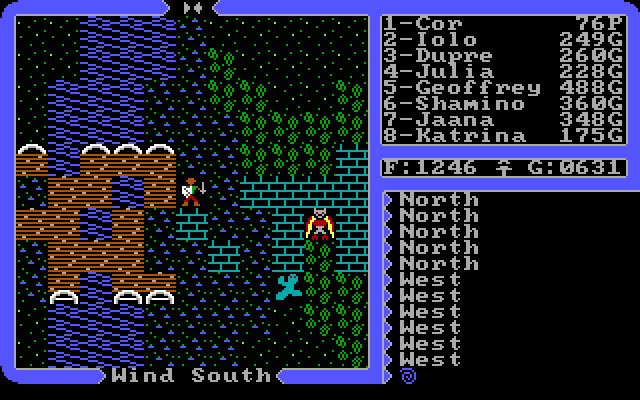 1-Cor 76P
2-Iolo 249G
3-Dupre 260G
4-Julia 228G
5-Geoffrey 488G
6-Shamino 360G
7-Jaana 348G
8-Katrina 175G
F:1246 G:0631
North
North
North
North
North
West
West
West
West
West
West
Wind South